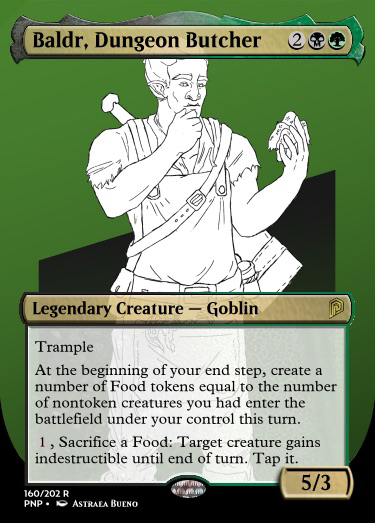 Baldr, Dungeon Butcher 2
Legendary Creature — Goblin
Trample
At the beginning of your end step, create a
number of Food tokens equal to the number
of nontoken creatures you had enter the
battlefield under your control this turn.
1 , Sacrifice a Food: Target creature gains
indestructible until end of turn. Tap it.
5/3
160/202 R
PNP • Astraea Bueno